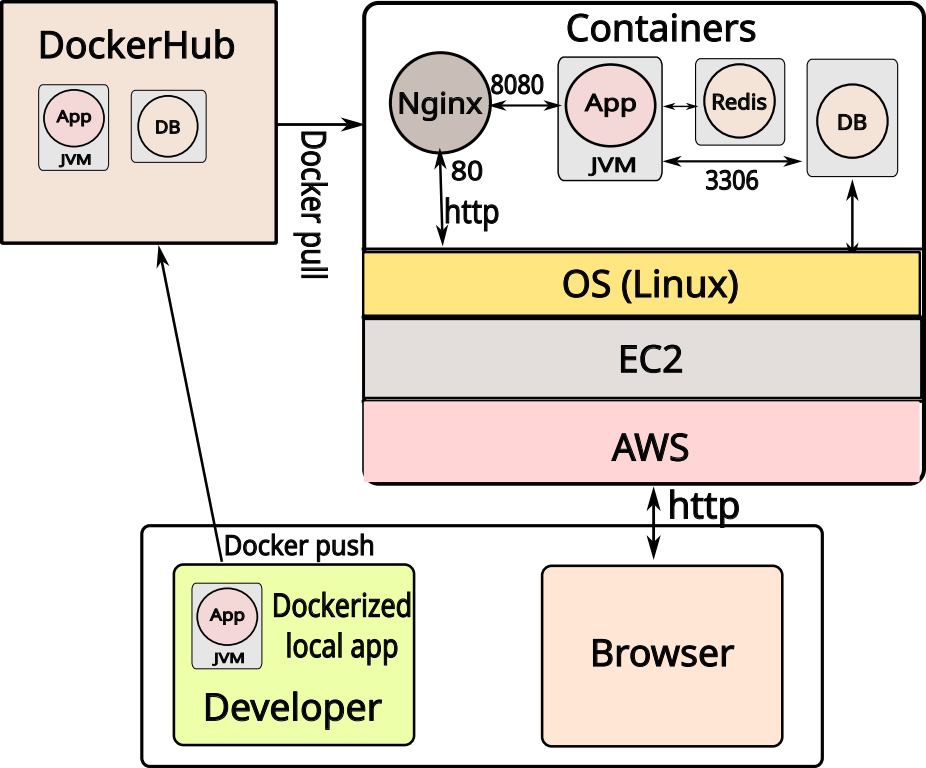 DockerHub
App
JVM
DB
Docker pull
Containers
Nginx
8080
App
JVM
Redis
DB
3306
80
http
OS (Linux)
EC2
AWS
http
Docker push
App
JVM
Dockerized
local app
Developer
Browser